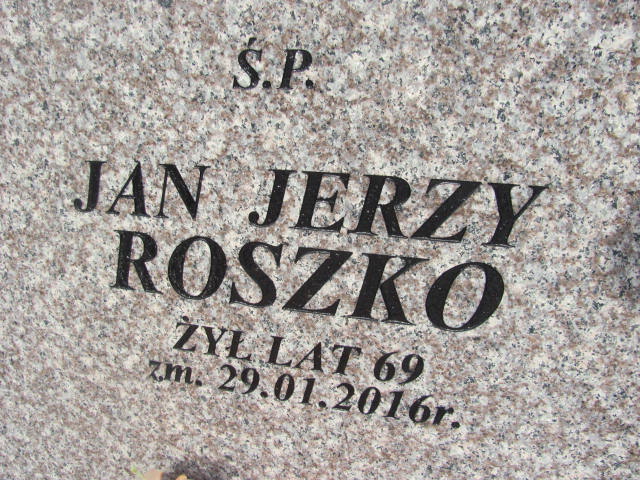 Ś.P.
JAN JERZY
ROSZKO
ŻYŁ LAT 69
zm. 29.01.2016r.